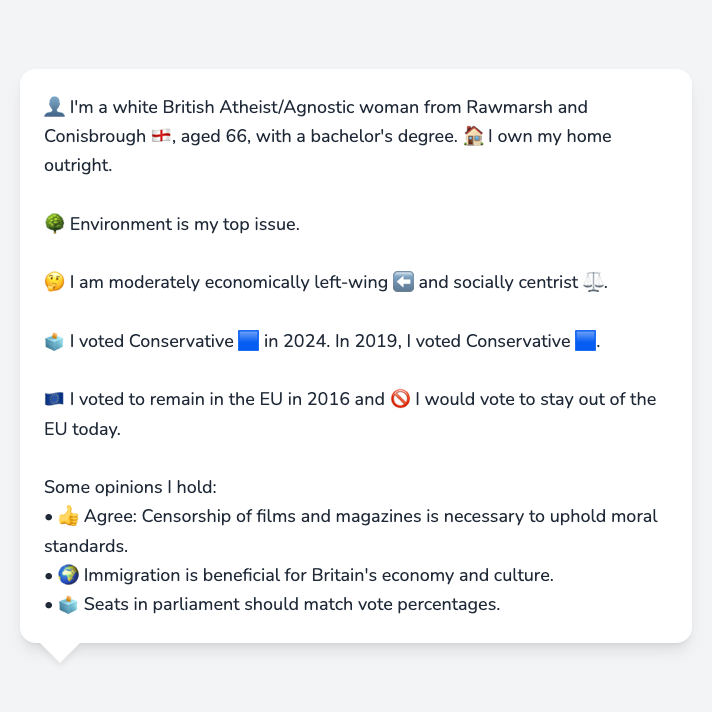 👤 I'm a white British Atheist/Agnostic woman from Rawmarsh and
Conisbrough 🏴󠁧󠁢󠁥󠁮󠁧󠁿, aged 66, with a bachelor's degree. 🏠 I own my home
outright.
🌳 Environment is my top issue.
🤔 I am moderately economically left-wing ⬅️ and socially centrist ⚖️.
🗳️ I voted Conservative 🟦 in 2024. In 2019, I voted Conservative 🟦.
🇪🇺 I voted to remain in the EU in 2016 and 🚫 I would vote to stay out of the
EU today.
Some opinions I hold:
• 👍 Agree: Censorship of films and magazines is necessary to uphold moral
standards.
• 🌍 Immigration is beneficial for Britain's economy and culture.
• 🗳️ Seats in parliament should match vote percentages.